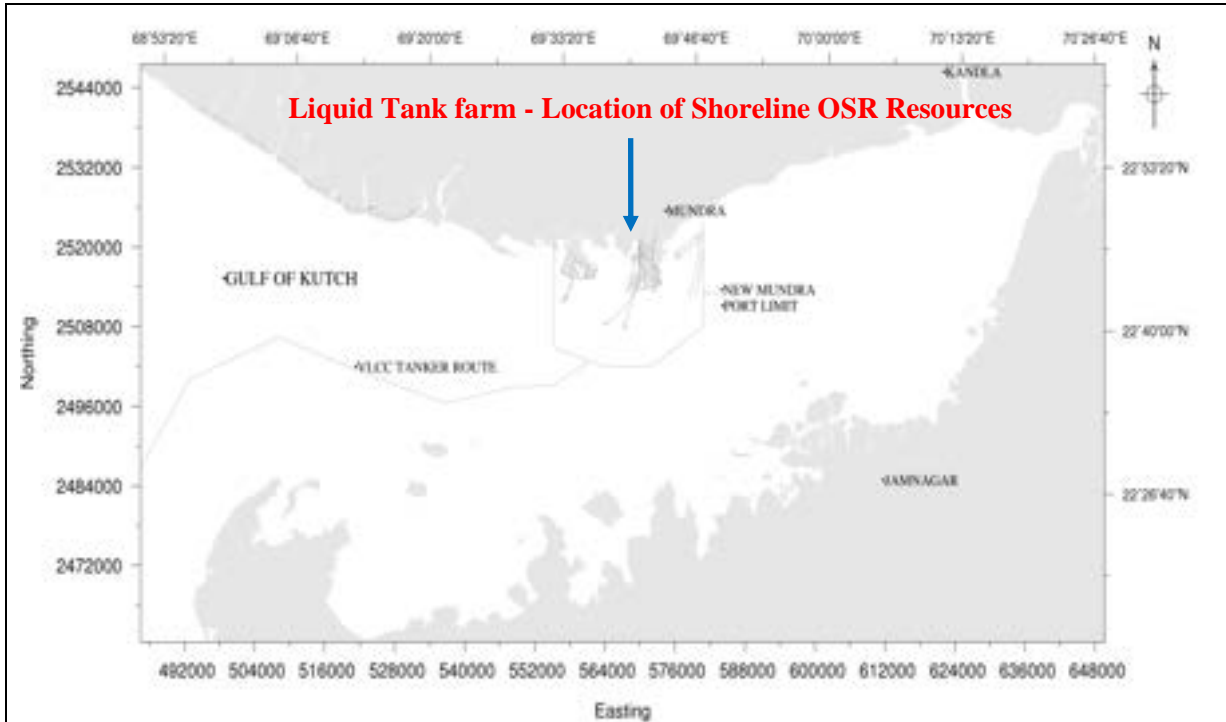 68°53'20"E 69°06'40"E 69°20'00"E 69°33'20"E 69°46'40"E 70°00'00"E 70°13'20"E 70°26'40"E
N
KANDLA
2544000
Liquid Tank farm - Location of Shoreline OSR Resources
2532000
22°53'20"N
MUNDRA
2520000
GULF OF KUTCH
NEW MUNDRA
PORT LIMIT
2508000
22°40'00"N
VLCC TANKER ROUTE
Northing
2496000
2484000
JAMNAGAR
22°26'40"N
2472000
492000 504000 516000 528000 540000 552000 564000 576000 588000 600000 612000 624000 636000 648000
Easting